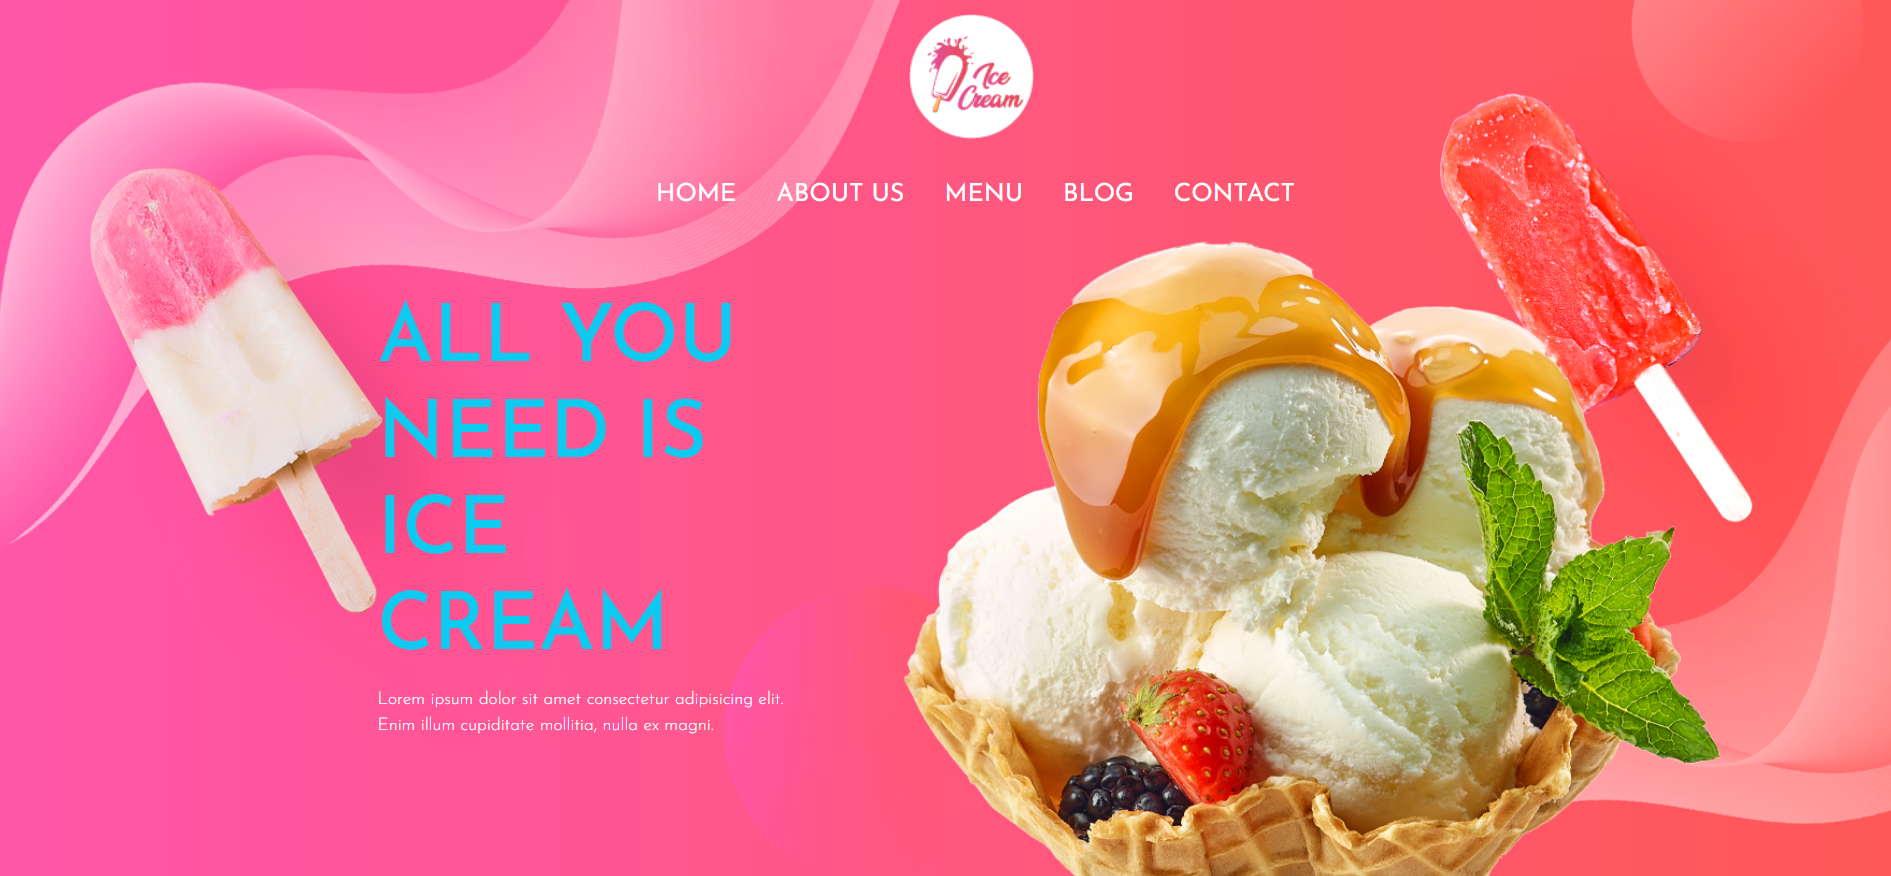 Ice
Cream
HOME ABOUT US MENU BLOG CONTACT
ALL YOU
NEED IS
ICE
CREAM
Lorem ipsum dolor sit amet consectetur adipisicing elit.
Enim illum cupiditate mollitia, nulla ex magni.